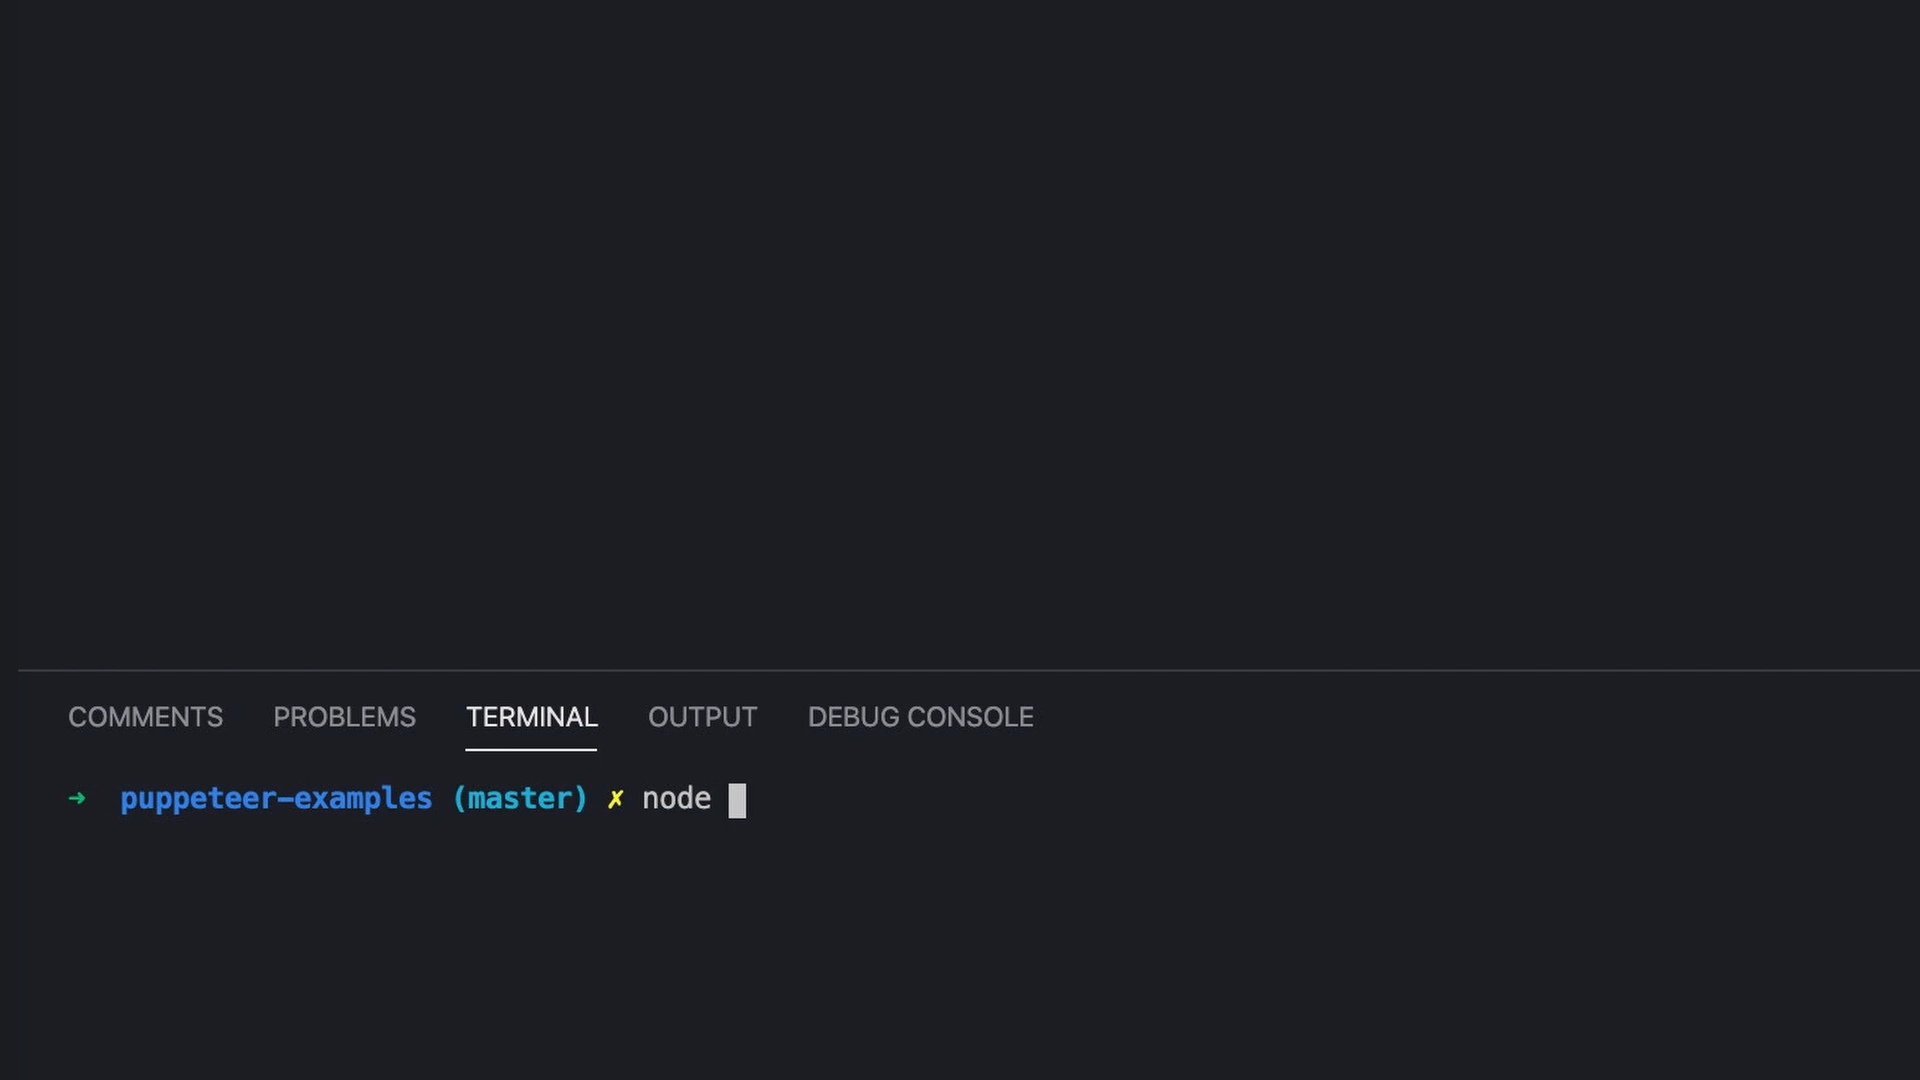 COMMENTS PROBLEMS TERMINAL OUTPUT DEBUG CONSOLE
➜ puppeteer-examples (master) ✗ node